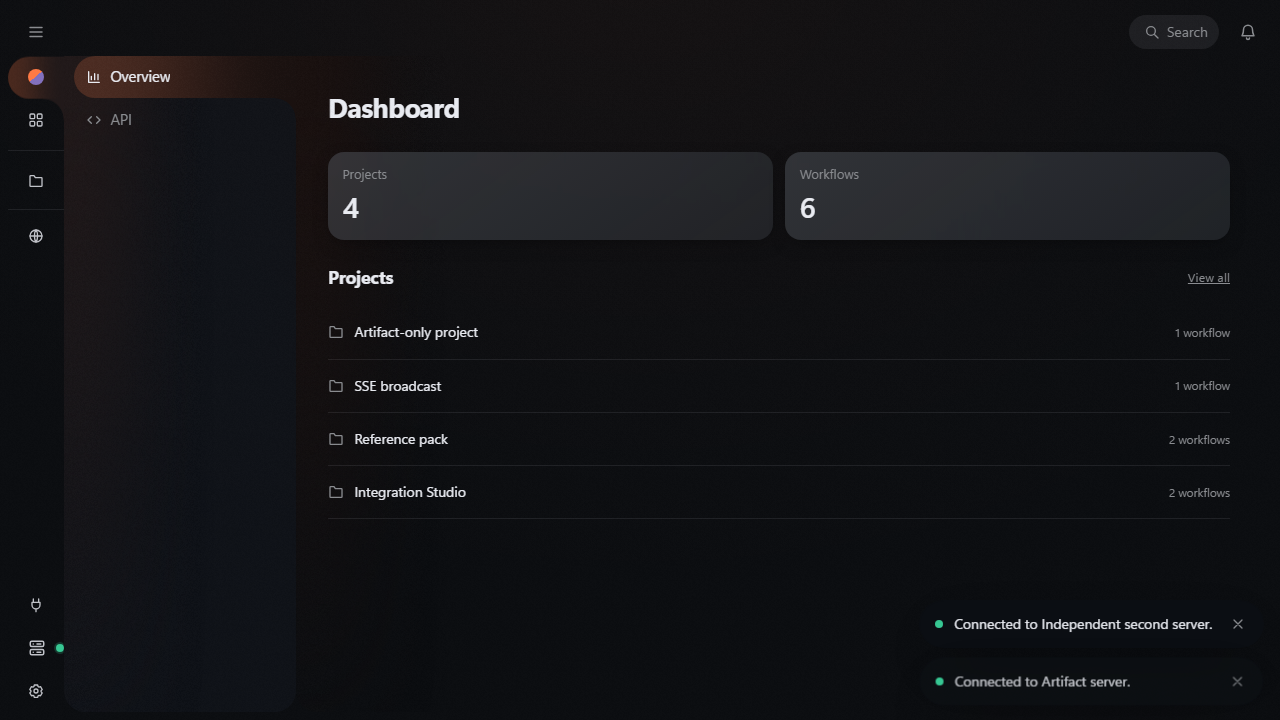 Search
Overview
API
Dashboard
Projects
4
Workflows
6
Projects
View all
Artifact-only project
1 workflow
SSE broadcast
1 workflow
Reference pack
2 workflows
Integration Studio
2 workflows
Connected to Independent second server.
Connected to Artifact server.